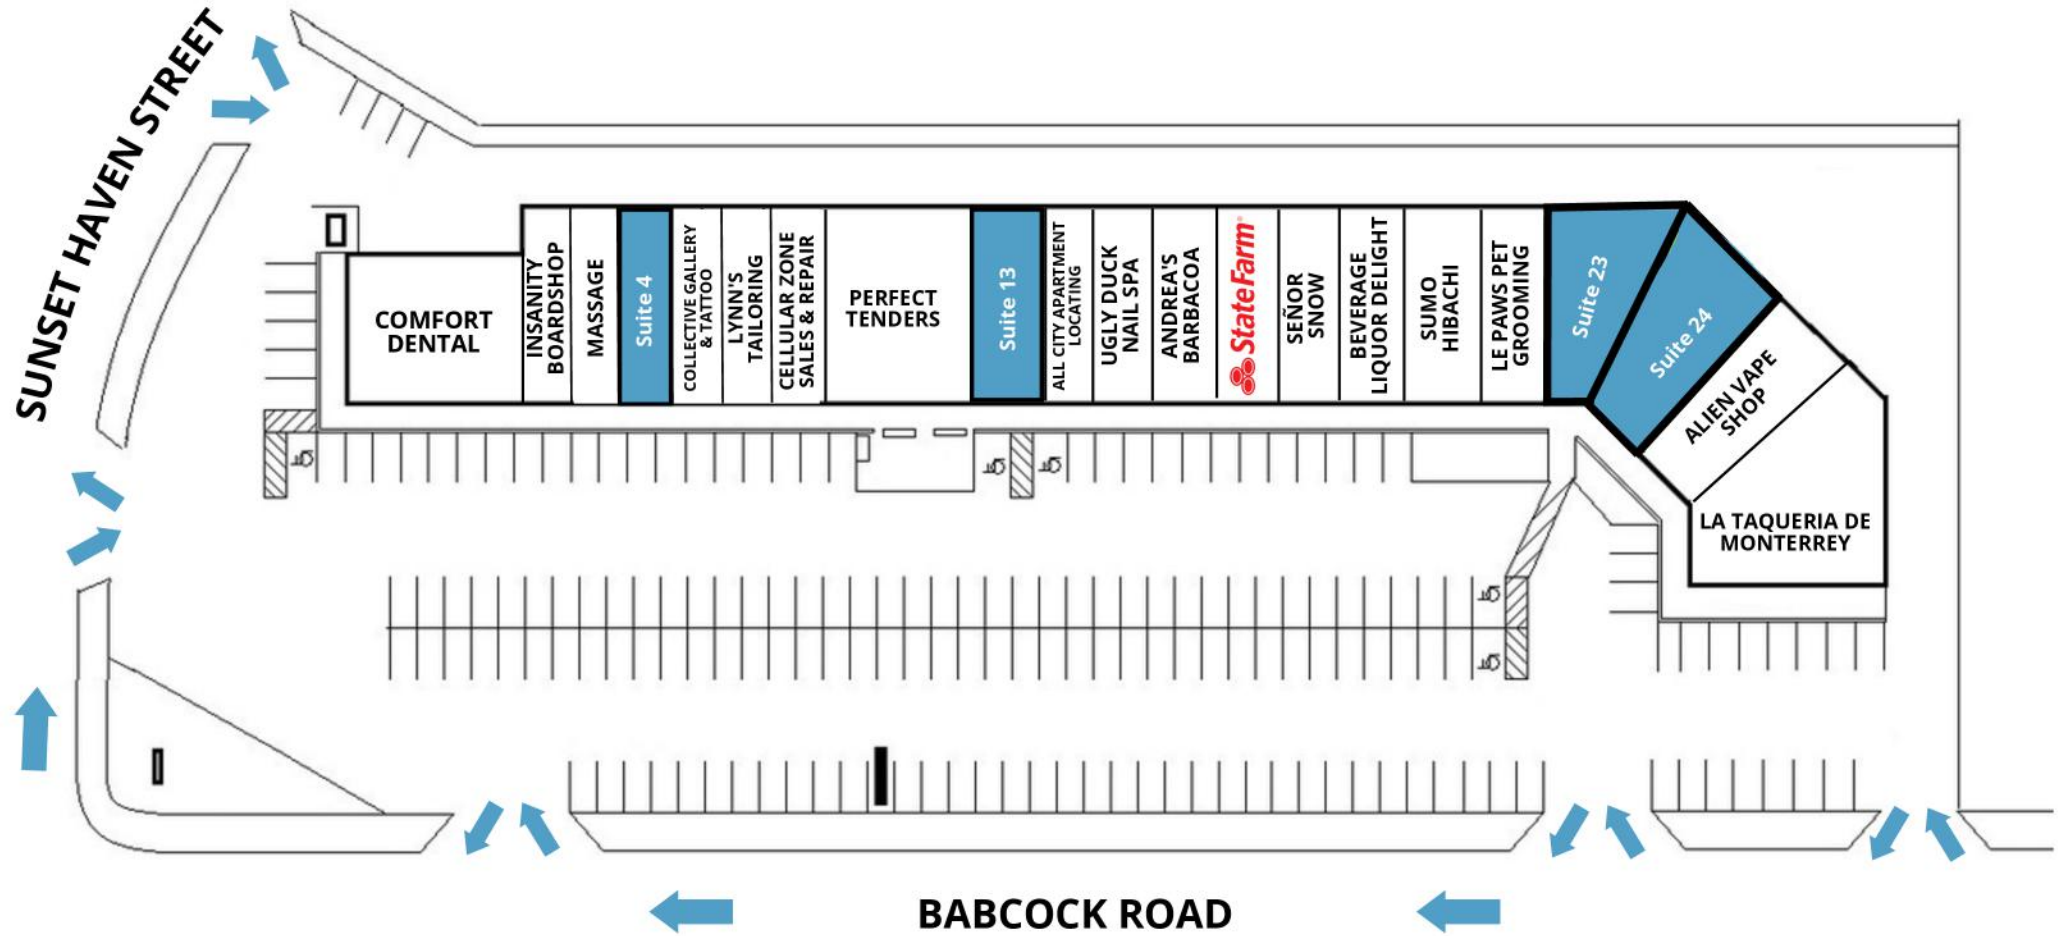 SUNSET HAVEN STREET
COMFORT
DENTAL
INSANITY
BOARDSHOP
MASSAGE
Suite 4
COLLECTIVE GALLERY
& TATTOO
LYNN'S
TAILORING
CELLULAR ZONE
SALES & REPAIR
PERFECT
TENDERS
Suite 13
ALL CITY APARTMENT
LOCATING
UGLY DUCK
NAIL SPA
ANDREA'S
BARBACOA
StateFarm
SEÑOR
SNOW
BEVERAGE
LIQUOR DELIGHT
SUMO
HIBACHI
LE PAWS PET
GROOMING
Suite 23
Suite 24
ALIEN VAPE
SHOP
LA TAQUERIA DE
MONTERREY
BABCOCK ROAD